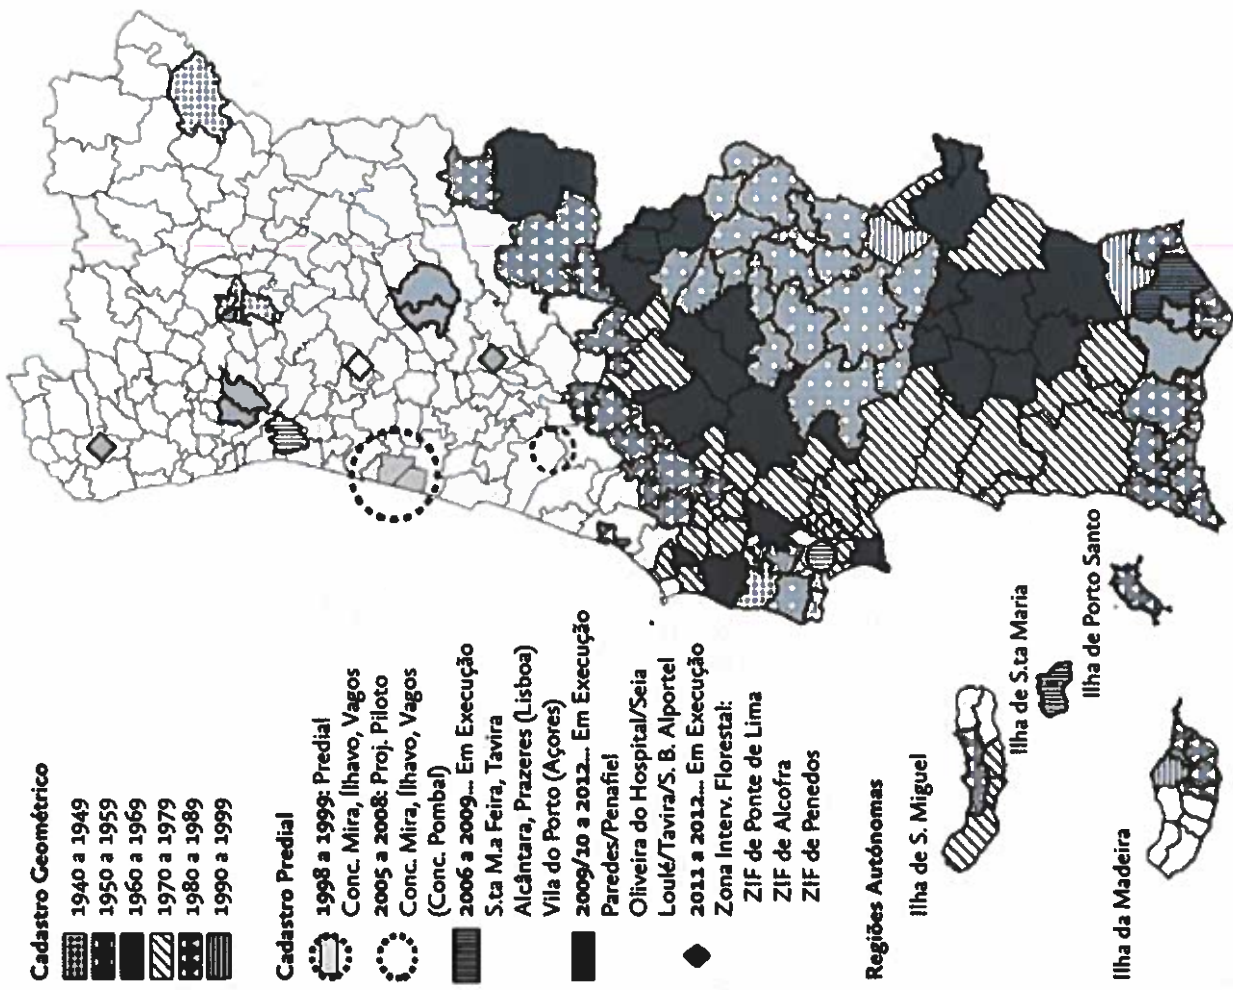 Cadastro Geométrico
1940 a 1949
1950 a 1959
1960 a 1969
1970 a 1979
1980 a 1989
1990 a 1999
Cadastro Predial
1998 a 1999: Predial
Conc. Mira, Ílhavo, Vagos
2005 a 2008: Proj. Piloto
Conc. Mira, Ílhavo, Vagos
(Conc. Pombal)
2006 a 2009... Em Execução
S.ta M.a Feira, Tavira
Alcântara, Prazeres (Lisboa)
Vila do Porto (Açores)
2009/10 a 2012... Em Execução
Paredes/Penafiel
Oliveira do Hospital/Seia
Loulé/Tavira/S. B. Alportel
2011 a 2012... Em Execução
Zona Interv. Florestal:
ZIF de Ponte de Lima
ZIF de Alcofra
ZIF de Penedos
Regiões Autónomas
Ilha de S. Miguel
Ilha de S.ta Maria
Ilha de Porto Santo
Ilha da Madeira